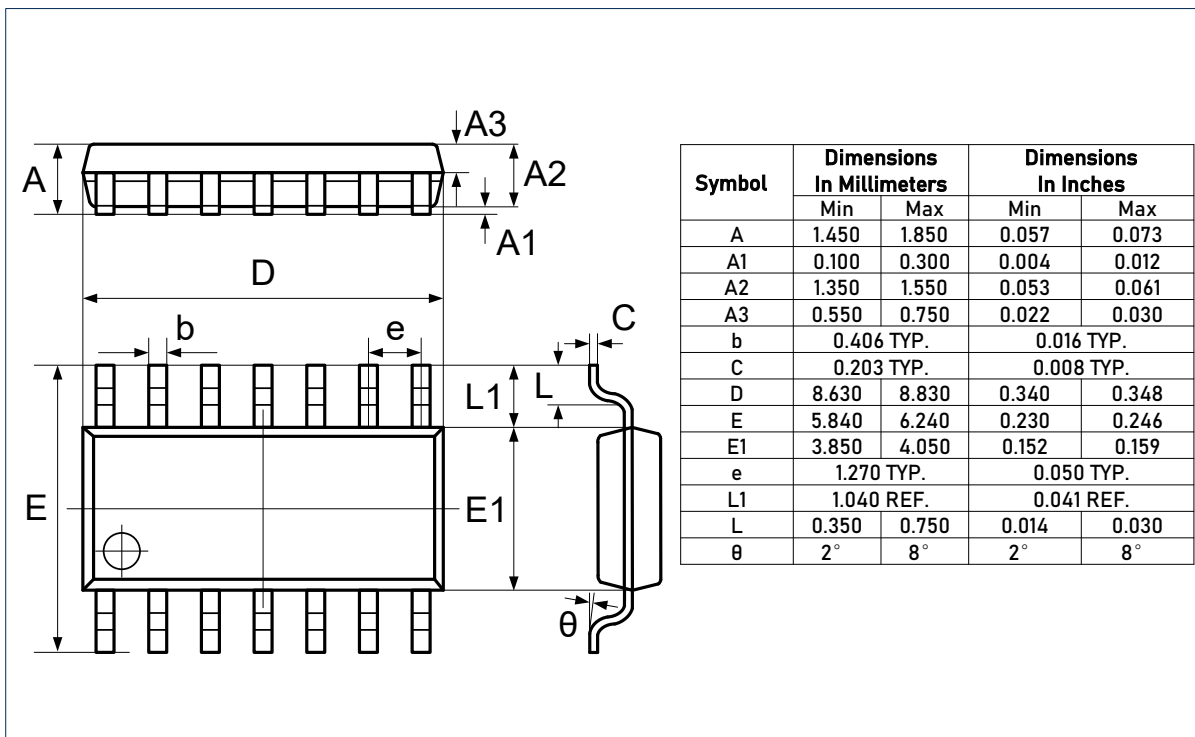 A3
A
A2
A1
D
b
e
C
L1
L
E
E1
θ
Symbol Dimensions In Millimeters Dimensions In Inches
Min Max Min Max
A 1.450 1.850 0.057 0.073
A1 0.100 0.300 0.004 0.012
A2 1.350 1.550 0.053 0.061
A3 0.550 0.750 0.022 0.030
b 0.406 TYP. 0.016 TYP.
C 0.203 TYP. 0.008 TYP.
D 8.630 8.830 0.340 0.348
E 5.840 6.240 0.230 0.246
E1 3.850 4.050 0.152 0.159
e 1.270 TYP. 0.050 TYP.
L1 1.040 REF. 0.041 REF.
L 0.350 0.750 0.014 0.030
θ 2° 8° 2° 8°